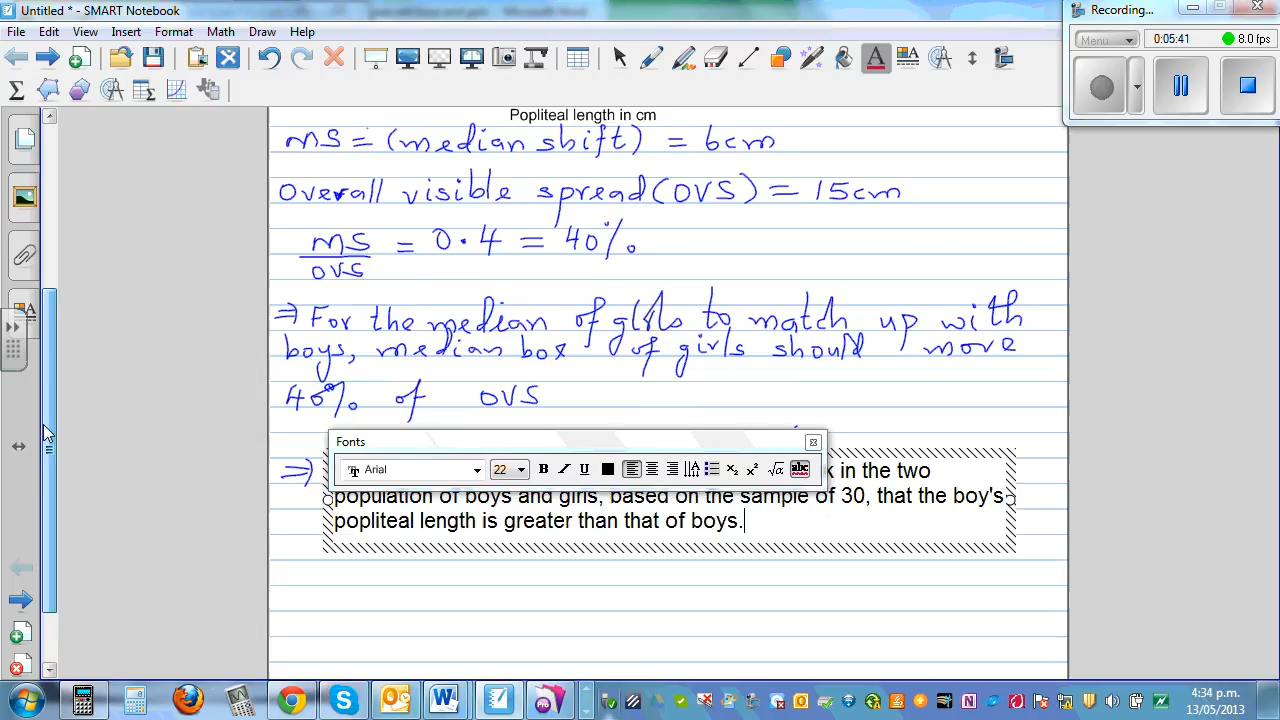 Untitled * - SMART Notebook
Recording...
File Edit View Insert Format Math Draw Help
Menu 0:05:41 8.0 fps
Popliteal length in cm
MS = (median shift) = 6cm
Overall visible spread (OVS) = 15cm
MS
OVS
= 0.4 = 40%
⇒ For the median of girls to match up with
boys, median box of girls should move
40% of OVS
Fonts
Arial 22 B I U abc
⇒ in the two
population of boys and girls, based on the sample of 30, that the boy's
popliteal length is greater than that of boys.
4:34 p.m.
13/05/2013